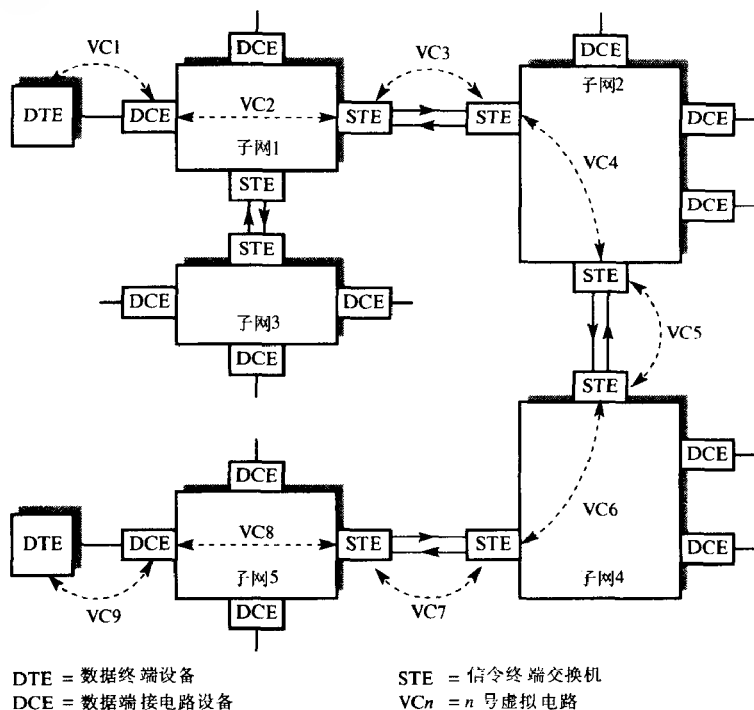 VC1
DCE
VC3
DCE
DTE
DCE
VC2
STE
STE
子网2
DCE
子网1
VC4
DCE
STE
STE
DCE
DCE
子网3
DCE
STE
VC5
STE
DCE
DCE
VC6
DTE
DCE
VC8
STE
STE
DCE
子网5
子网4
VC9
DCE
VC7
DTE = 数据终端设备
STE = 信令终端交换机
DCE = 数据端接电路设备
VCn = n 号虚拟电路